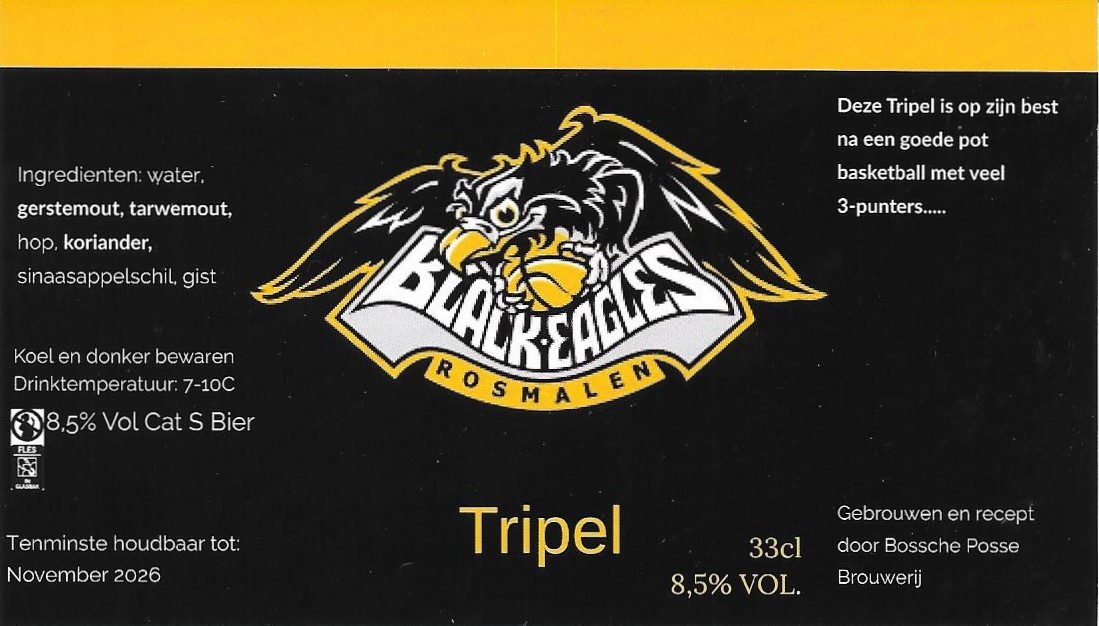 Deze Tripel is op zijn best
na een goede pot
basketball met veel
3-punters.....
Ingredienten: water,
gerstemout, tarwemout,
hop, koriander,
sinaasappelschil, gist
BLACK·EAGLES
ROSMALEN
Koel en donker bewaren
Drinktemperatuur: 7-10C
8,5% Vol Cat S Bier
FLES
IN
GLASBAK
Tripel
33cl
8,5% VOL.
Tenminste houdbaar tot:
November 2026
Gebrouwen en recept
door Bossche Posse
Brouwerij